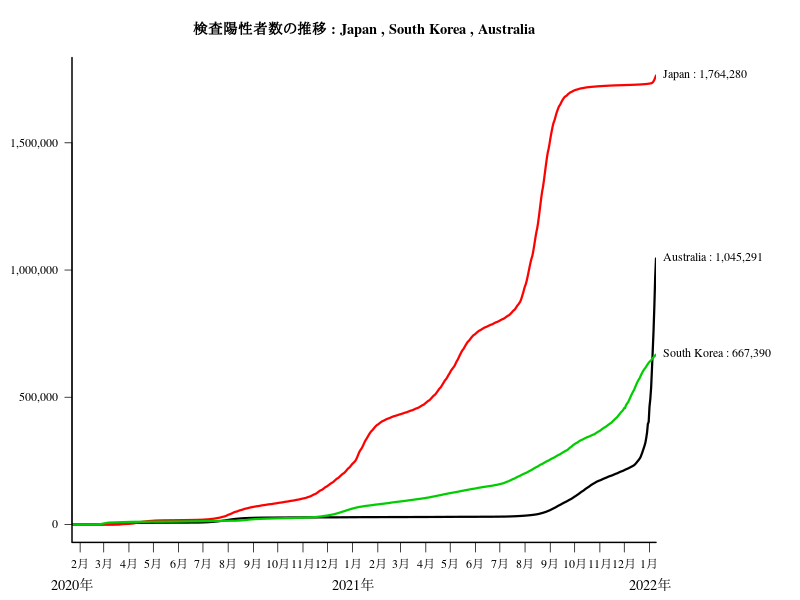 検査陽性者数の推移 : Japan , South Korea , Australia
Japan : 1,764,280
1,500,000
Australia : 1,045,291
1,000,000
South Korea : 667,390
500,000
0
2月 3月 4月 5月 6月 7月 8月 9月 10月 11月 12月 1月 2月 3月 4月 5月 6月 7月 8月 9月 10月 11月 12月 1月
2020年 2021年 2022年